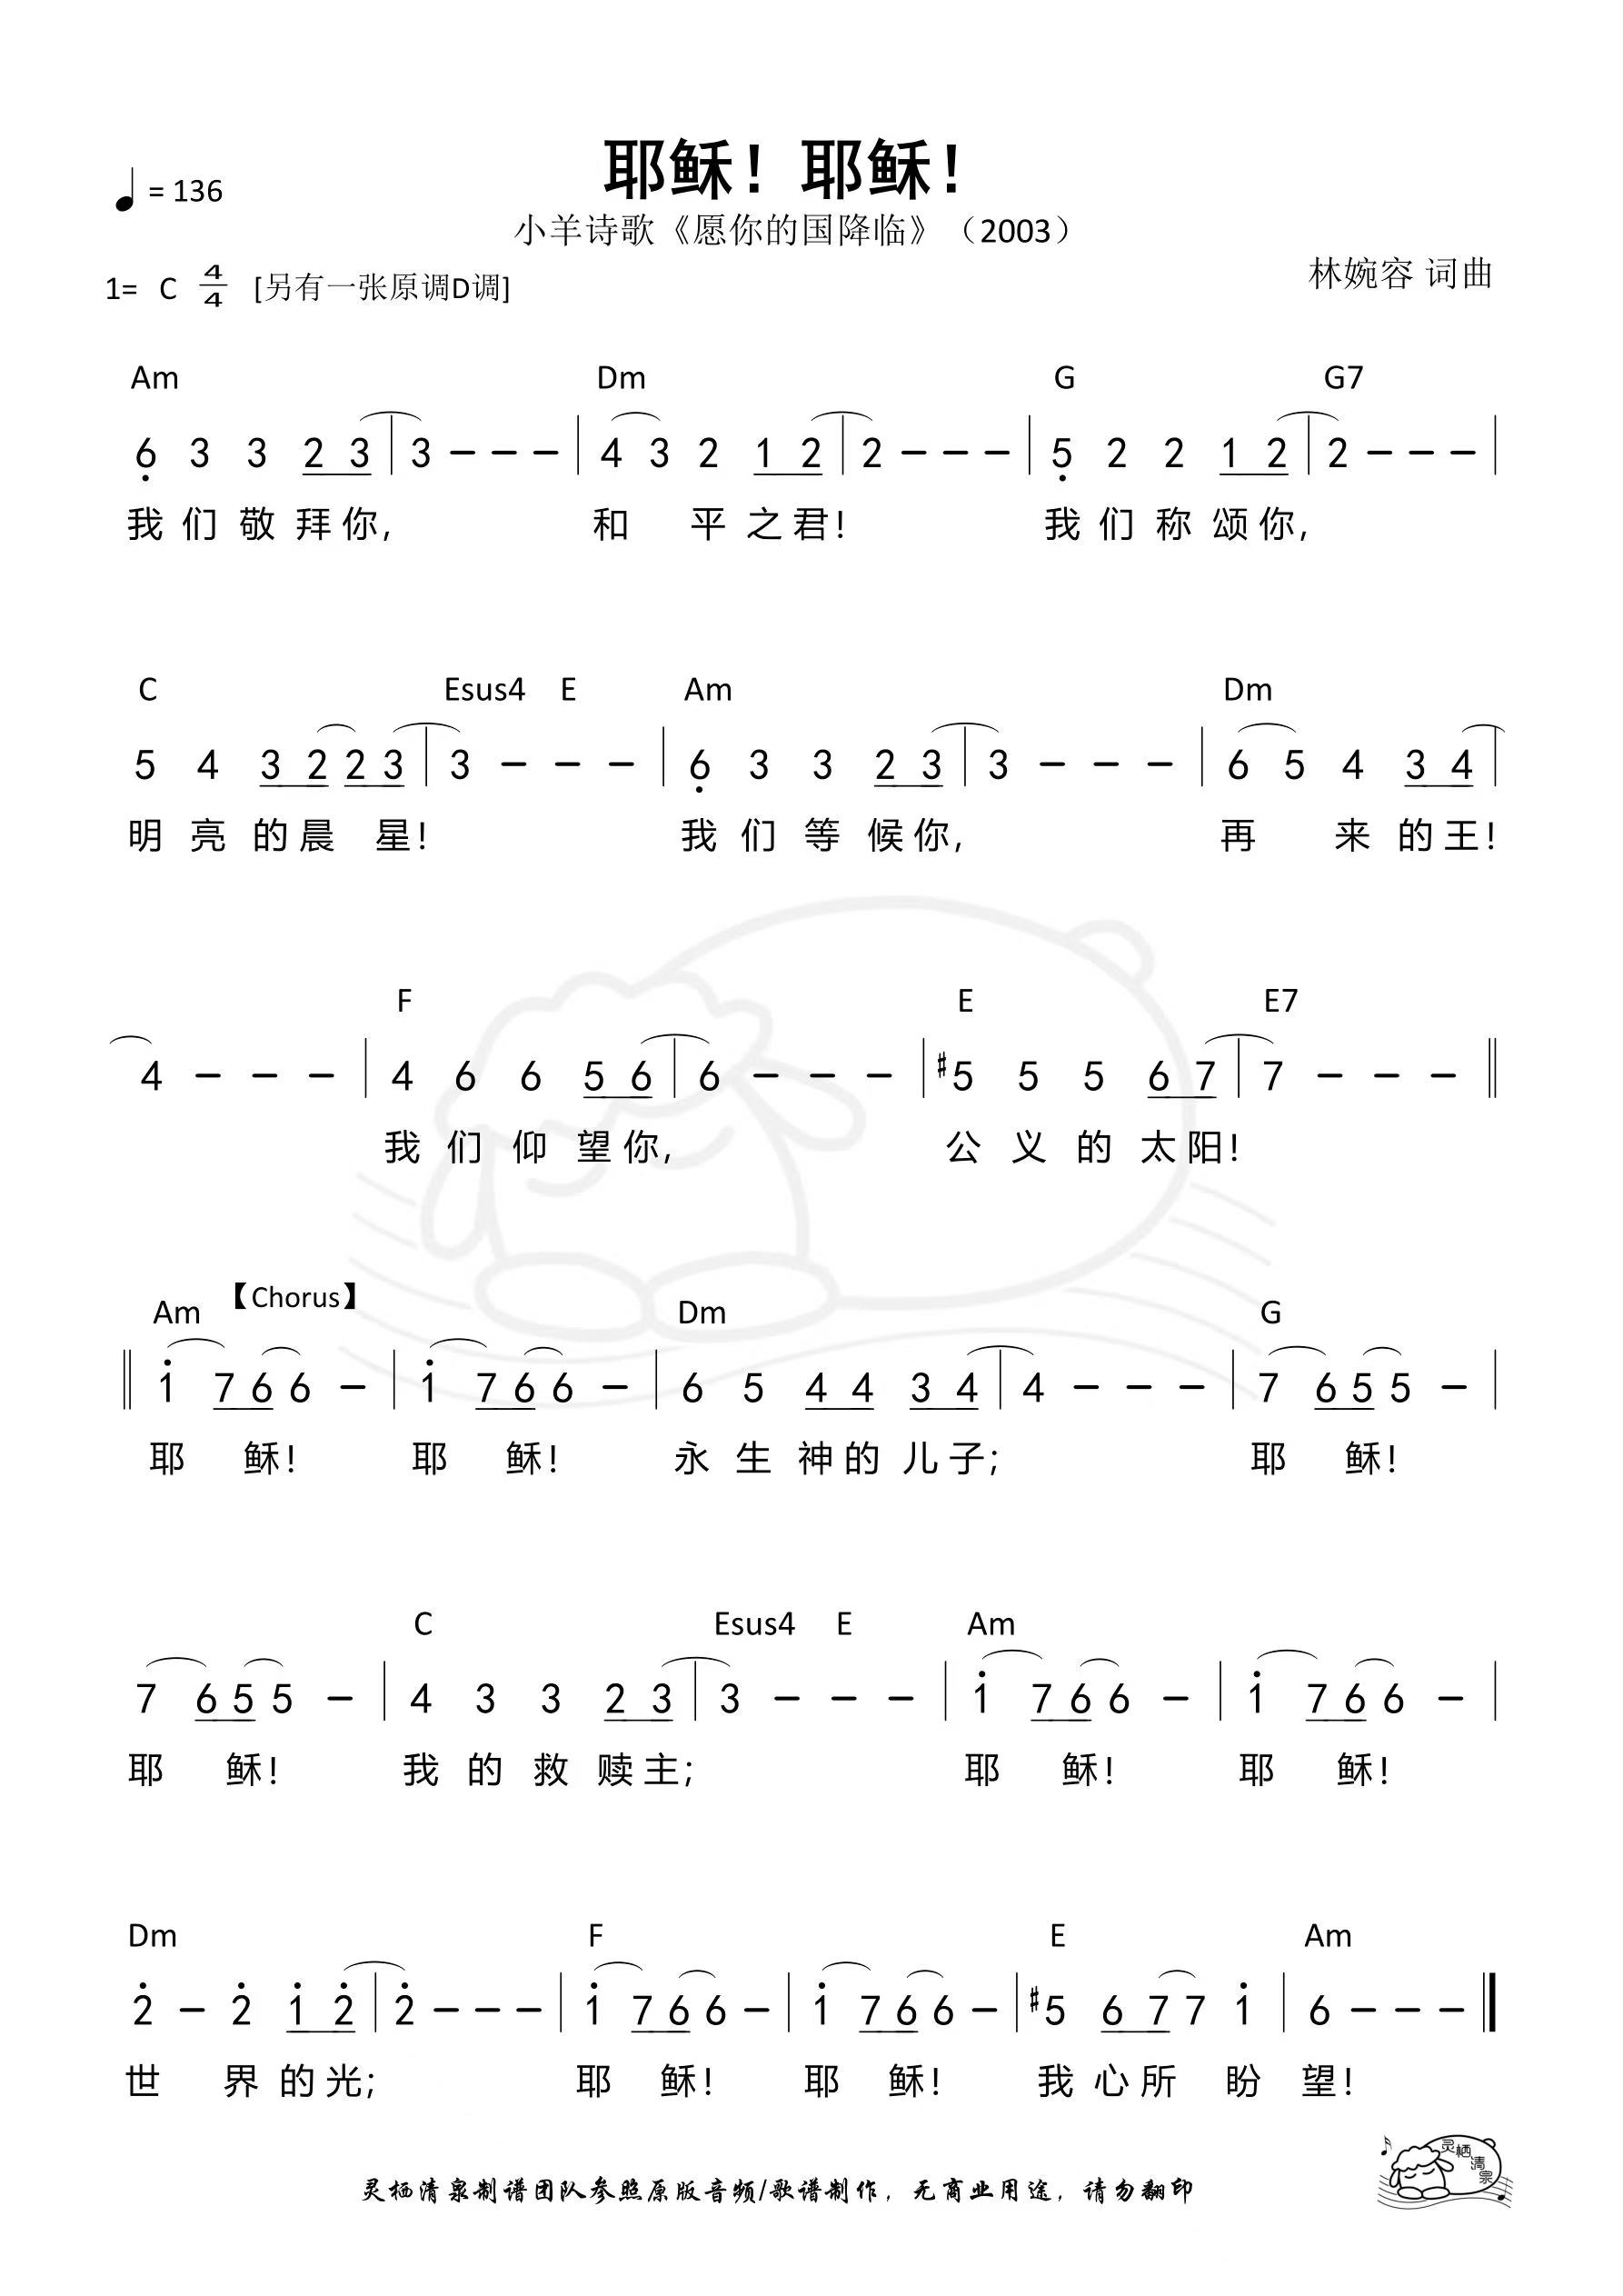 耶稣！耶稣！
♩ = 136
小羊诗歌《愿你的国降临》（2003）
林婉容 词曲
1= C 4/4 [另有一张原调D调]
Am Dm G G7
6̣ 3 3 2 3 | 3 – – – | 4 3 2 1 2 | 2 – – – | 5̣ 2 2 1 2 | 2 – – – |
我们敬拜你, 和 平之君! 我们称颂你,
C Esus4 E Am Dm
5 4 3 2 2 3 | 3 – – – | 6̣ 3 3 2 3 | 3 – – – | 6 5 4 3 4 |
明亮的晨 星! 我们等候你, 再 来的王!
F E E7
4 – – – | 4 6 6 5 6 | 6 – – – | #5 5 5 6 7 | 7 – – – ‖
我们仰望你, 公义的太阳!
Am 【Chorus】 Dm G
‖ 1̇ 7 6 6 – | 1̇ 7 6 6 – | 6 5 4 4 3 4 | 4 – – – | 7 6 5 5 – |
耶 稣! 耶 稣! 永生神的儿子; 耶 稣!
C Esus4 E Am
7 6 5 5 – | 4 3 3 2 3 | 3 – – – | 1̇ 7 6 6 – | 1̇ 7 6 6 – |
耶 稣! 我的救赎主; 耶 稣! 耶 稣!
Dm F E Am
2̇ – 2̇ 1̇ 2̇ | 2̇ – – – | 1̇ 7 6 6 – | 1̇ 7 6 6 – | #5 6 7 7 1̇ | 6 – – – ‖
世 界的光; 耶 稣! 耶 稣! 我心所 盼 望!
灵栖清泉制谱团队参照原版音频/歌谱制作，无商业用途，请勿翻印
灵栖清泉